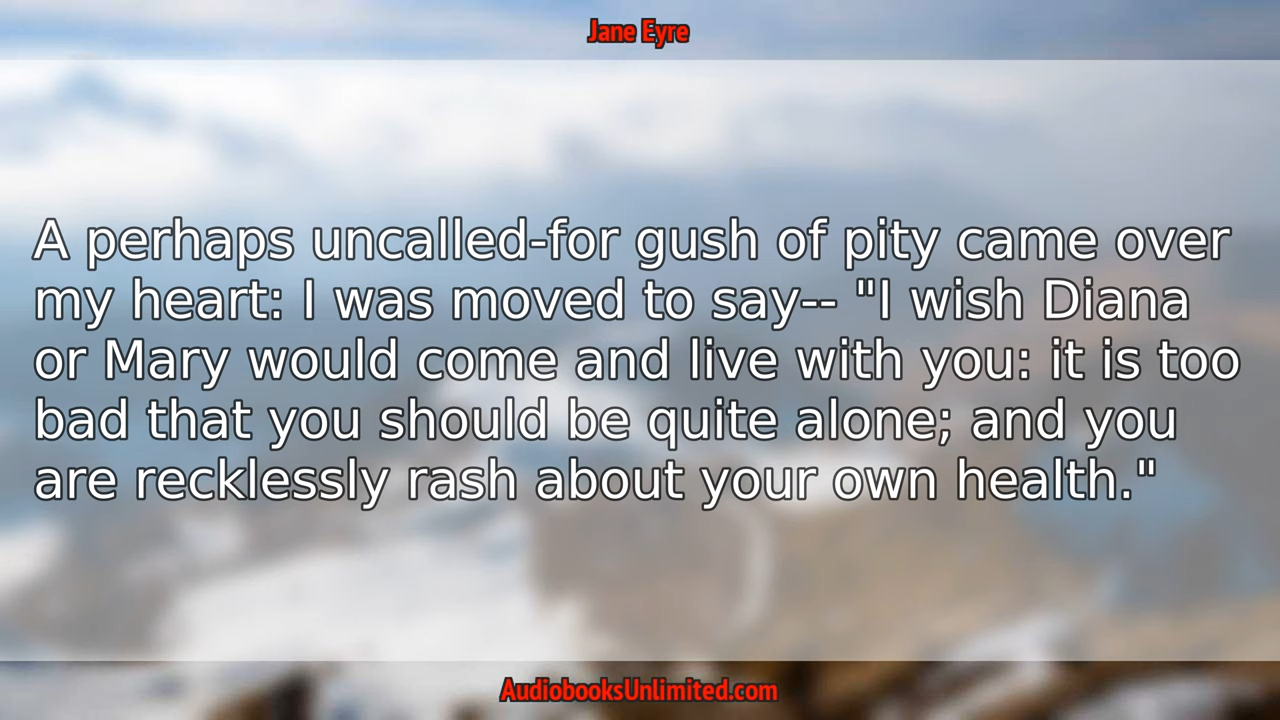 Jane Eyre
A perhaps uncalled-for gush of pity came over
my heart: I was moved to say-- "I wish Diana
or Mary would come and live with you: it is too
bad that you should be quite alone; and you
are recklessly rash about your own health."
AudiobooksUnlimited.com